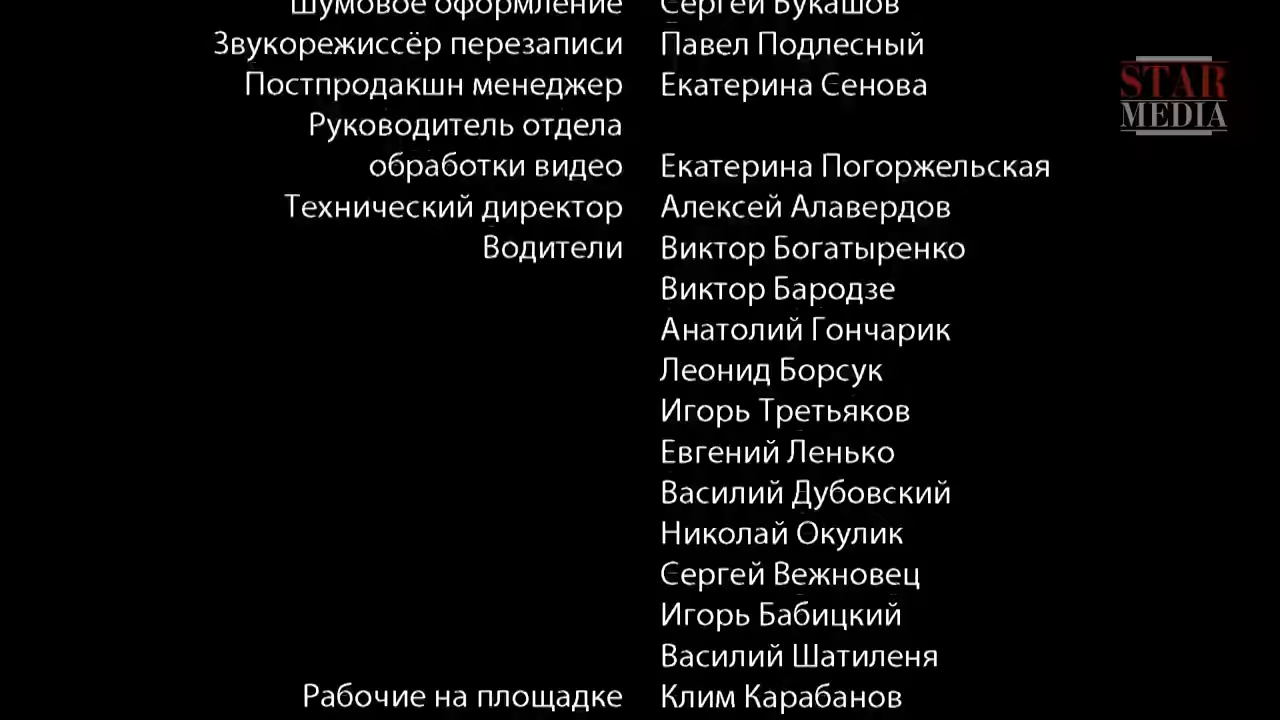 Шумовое оформление Сергей Букашов
Звукорежиссёр перезаписи Павел Подлесный
Постпродакшн менеджер Екатерина Сенова
Руководитель отдела
обработки видео Екатерина Погоржельская
Технический директор Алексей Алавердов
Водители Виктор Богатыренко
Виктор Бародзе
Анатолий Гончарик
Леонид Борсук
Игорь Третьяков
Евгений Ленько
Василий Дубовский
Николай Окулик
Сергей Вежновец
Игорь Бабицкий
Василий Шатиленя
Рабочие на площадке Клим Карабанов
STAR
MEDIA